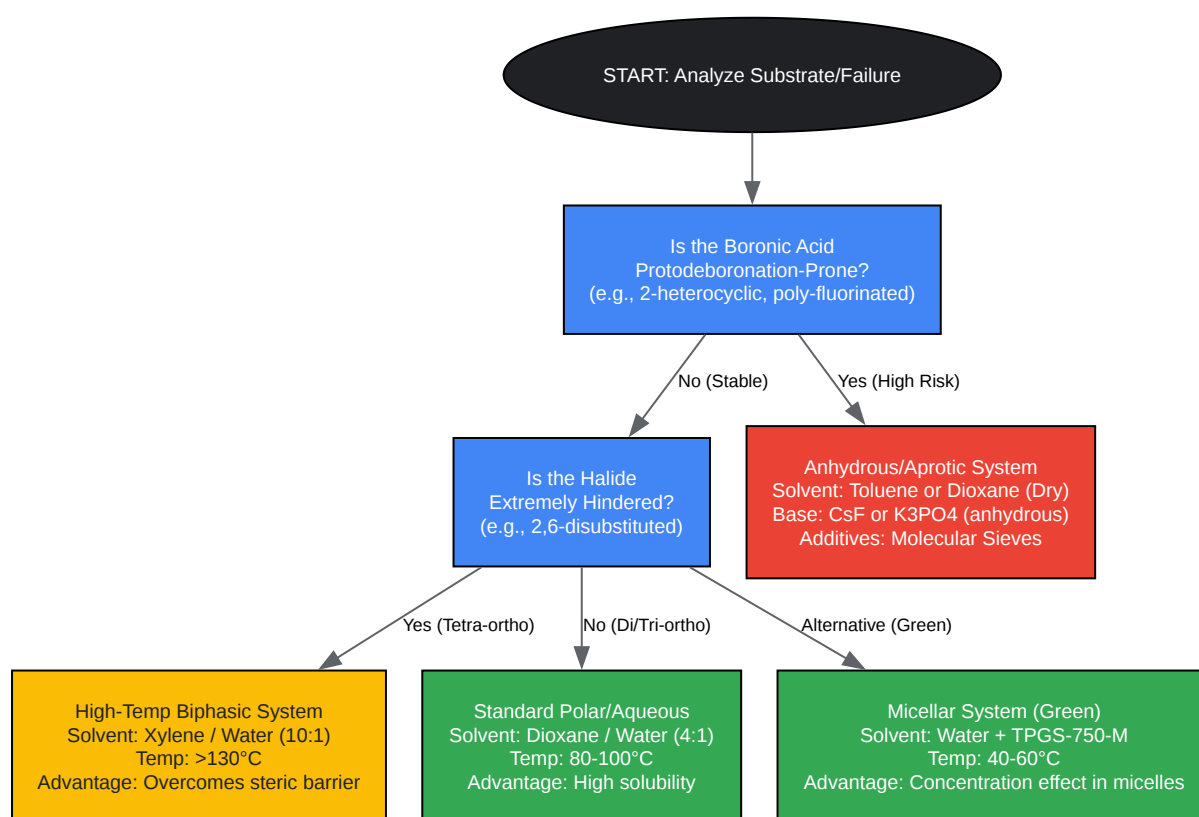 START: Analyze Substrate/Failure
Is the Boronic Acid
Protodeboronation-Prone?
(e.g., 2-heterocyclic, poly-fluorinated)
No (Stable)
Yes (High Risk)
Is the Halide
Extremely Hindered?
(e.g., 2,6-disubstituted)
Anhydrous/Aprotic System
Solvent: Toluene or Dioxane (Dry)
Base: CsF or K3PO4 (anhydrous)
Additives: Molecular Sieves
Yes (Tetra-ortho)
No (Di/Tri-ortho)
Alternative (Green)
High-Temp Biphasic System
Solvent: Xylene / Water (10:1)
Temp: >130°C
Advantage: Overcomes steric barrier
Standard Polar/Aqueous
Solvent: Dioxane / Water (4:1)
Temp: 80-100°C
Advantage: High solubility
Micellar System (Green)
Solvent: Water + TPGS-750-M
Temp: 40-60°C
Advantage: Concentration effect in micelles